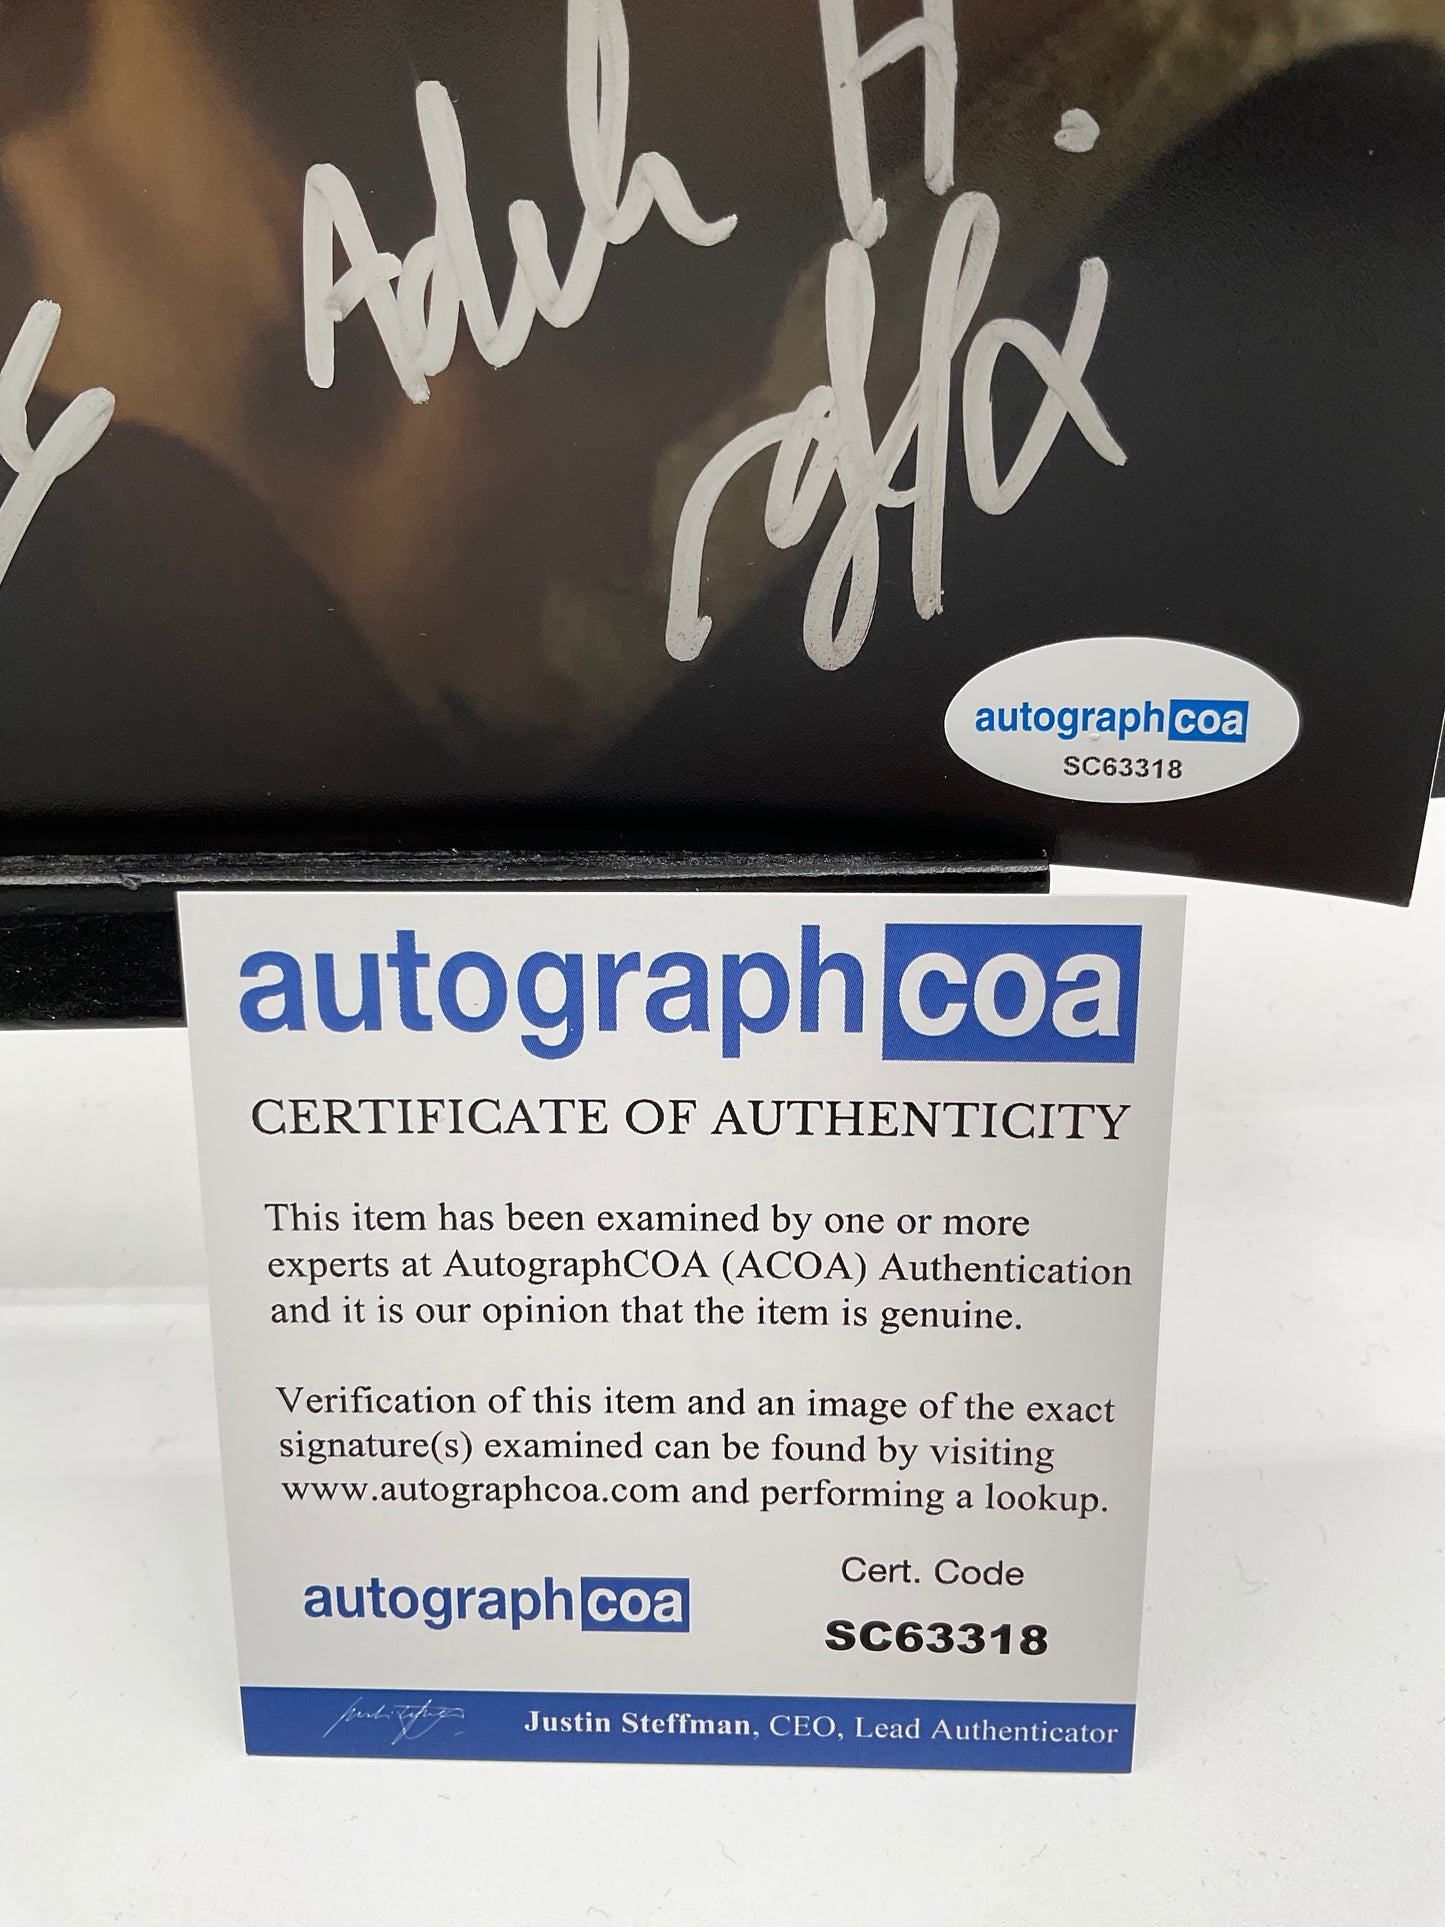 autographcoa
SC63318
autographcoa
CERTIFICATE OF AUTHENTICITY
This item has been examined by one or more
experts at AutographCOA (ACOA) Authentication
and it is our opinion that the item is genuine.
Verification of this item and an image of the exact
signature(s) examined can be found by visiting
www.autographcoa.com and performing a lookup.
Cert. Code
autographcoa
SC63318
Justin Steffman, CEO, Lead Authenticator